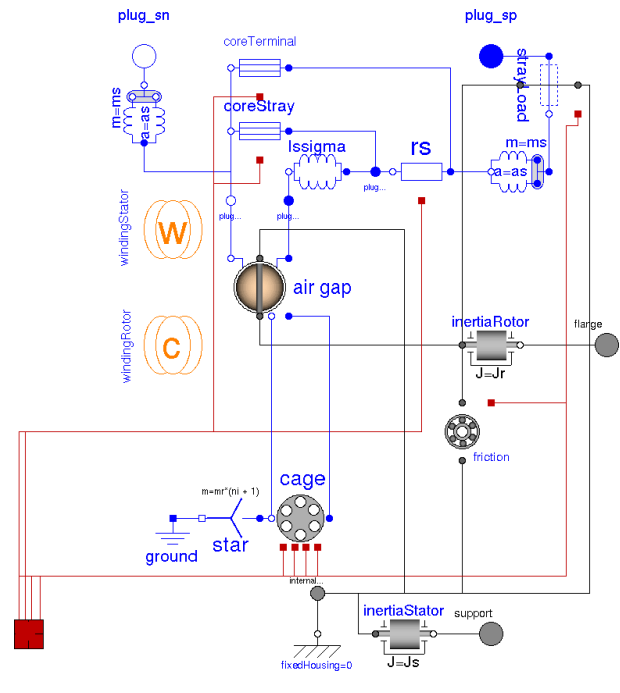 plug_sn
plug_sp
coreTerminal
strayLoad
m=ms
a=as
coreStray
lssigma
rs
m=ms
a=as
plug...
plug...
plug...
windingStator
W
air gap
windingRotor
C
inertiaRotor
flange
J=Jr
friction
cage
m=mr*(ni + 1)
star
ground
internal...
inertiaStator
support
fixedHousing=0
J=Js